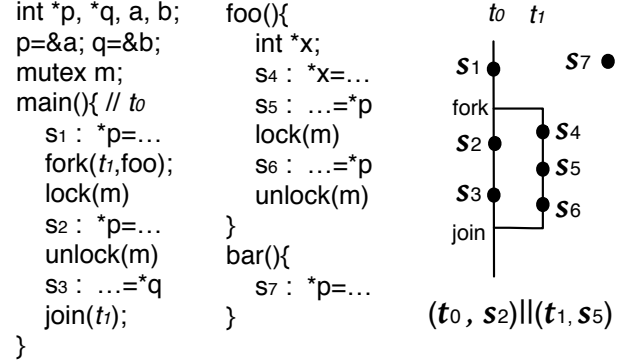 int *p, *q, a, b;
p=&a; q=&b;
mutex m;
main(){ // t0
s1 : *p=...
fork(t1,foo);
lock(m)
s2 : *p=...
unlock(m)
s3 : ...=*q
join(t1);
}
foo(){
int *x;
s4 : *x=...
s5 : ...=*p
lock(m)
s6 : ...=*p
unlock(m)
}
bar(){
s7 : *p=...
}
t0 t1
s1
s7
fork
s4
s2
s5
s3
s6
join
(t0 , s2)||(t1, s5)